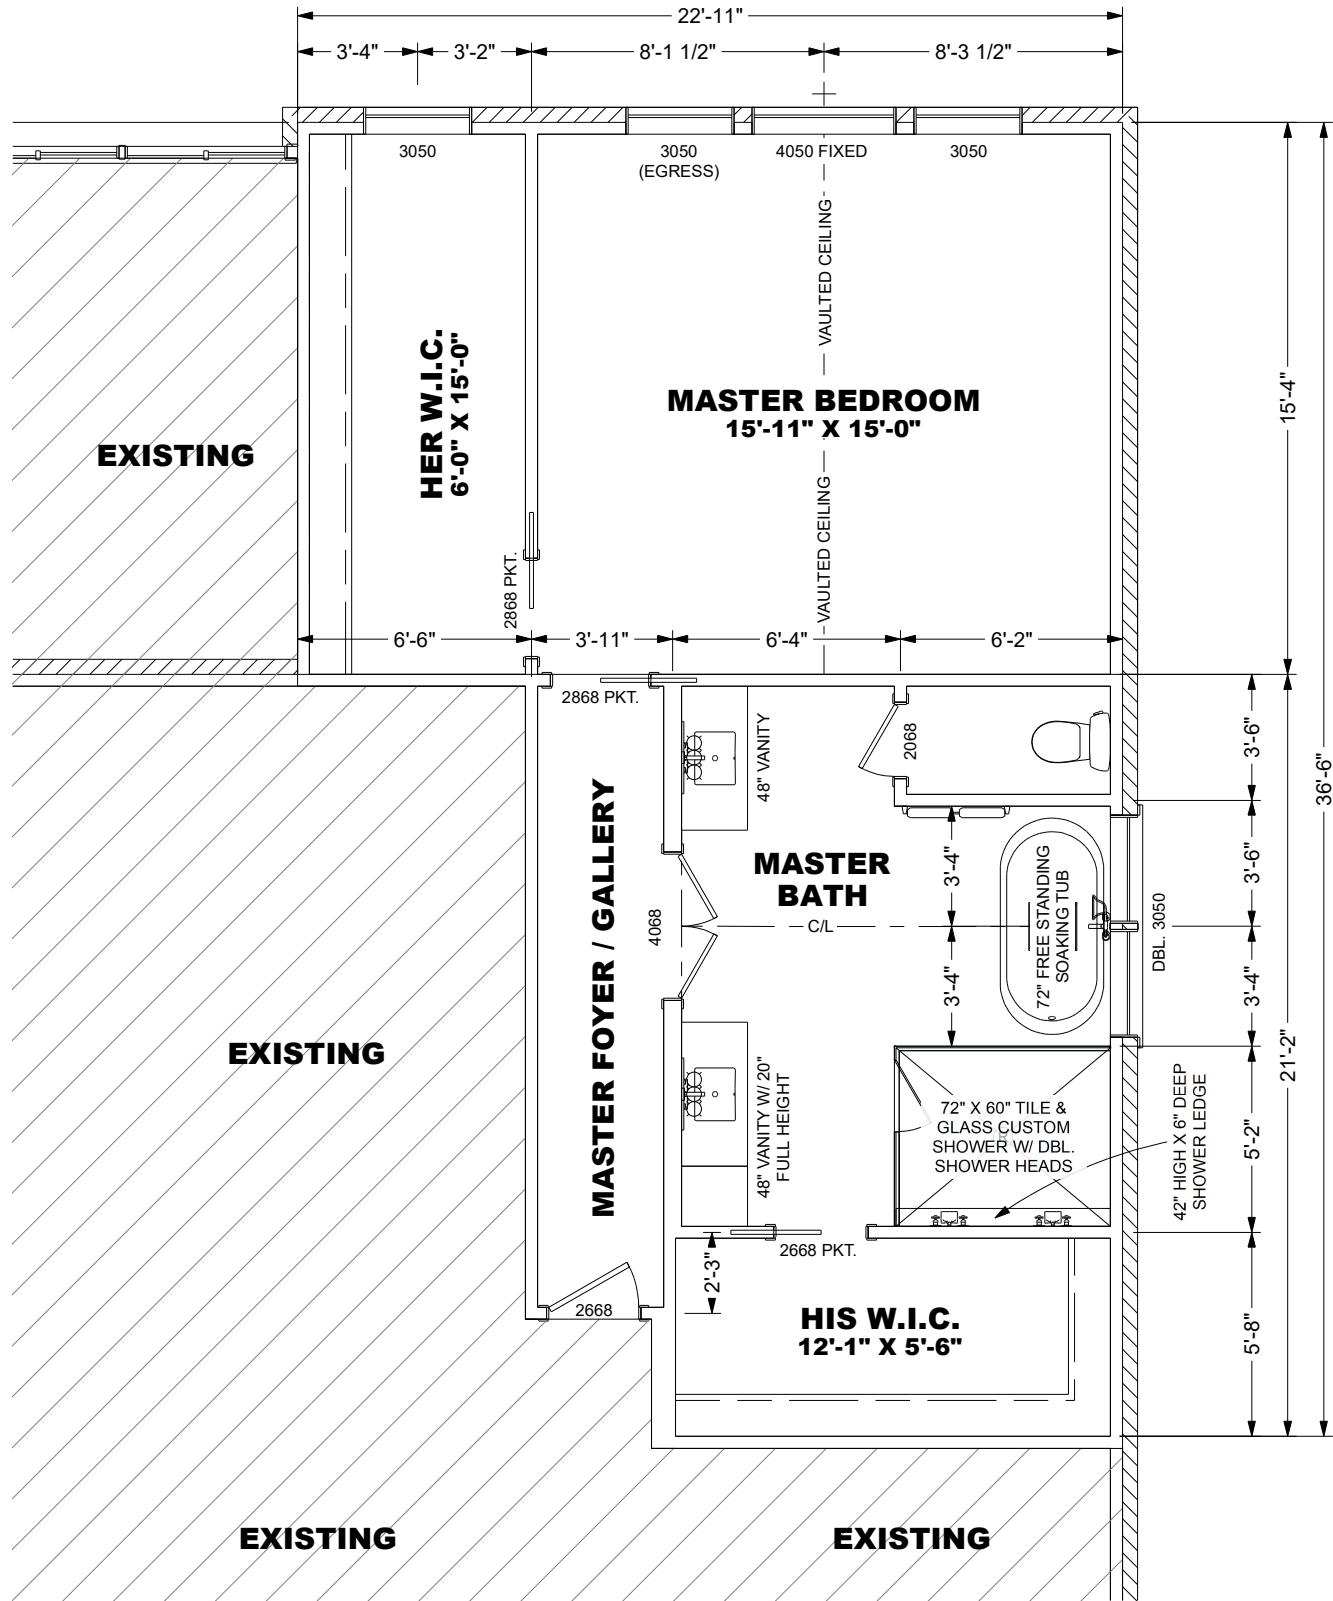 22'-11"
3'-4"
3'-2"
8'-1 1/2"
8'-3 1/2"
3050
3050
(EGRESS)
4050 FIXED
3050
VAULTED CEILING
HER W.I.C.
6'-0" X 15'-0"
MASTER BEDROOM
15'-11" X 15'-0"
15'-4"
EXISTING
VAULTED CEILING
2868 PKT.
6'-6"
3'-11"
6'-4"
6'-2"
2868 PKT.
48" VANITY
2068
3'-6"
36'-6"
MASTER FOYER / GALLERY
MASTER
BATH
3'-4"
72" FREE STANDING
SOAKING TUB
3'-6"
4068
C/L
DBL. 3050
3'-4"
3'-4"
EXISTING
21'-2"
48" VANITY W/ 20"
FULL HEIGHT
72" X 60" TILE &
GLASS CUSTOM
SHOWER W/ DBL.
SHOWER HEADS
42" HIGH X 6" DEEP
SHOWER LEDGE
5'-2"
2668 PKT.
2'-3"
2668
HIS W.I.C.
12'-1" X 5'-6"
5'-8"
EXISTING
EXISTING